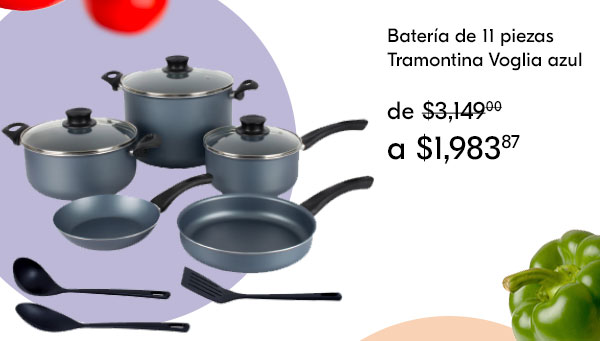 Batería de 11 piezas
Tramontina Voglia azul
de $3,149⁰⁰
a $1,983⁸⁷